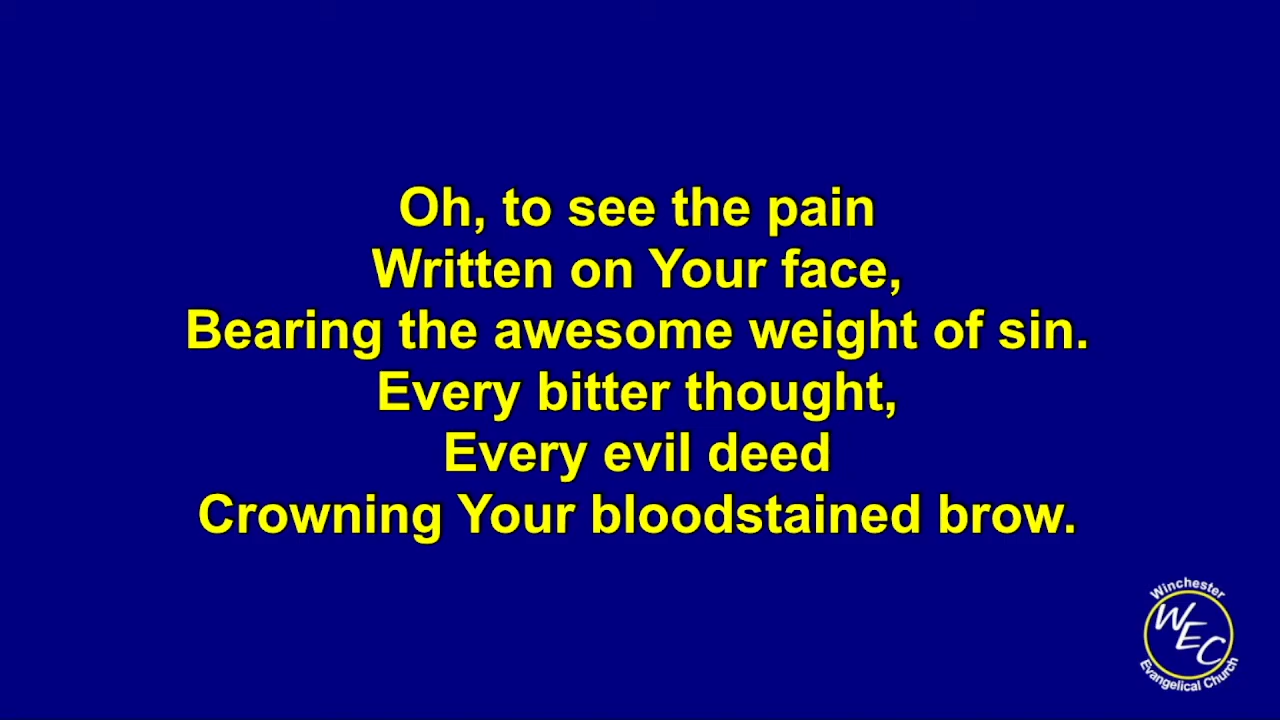 Oh, to see the pain
Written on Your face,
Bearing the awesome weight of sin.
Every bitter thought,
Every evil deed
Crowning Your bloodstained brow.
Winchester
WEC
Evangelical Church